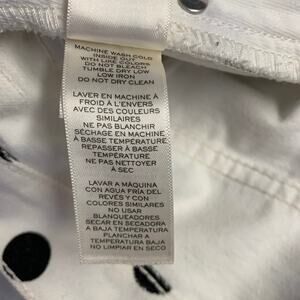 MACHINE WASH COLD
INSIDE OUT
WITH LIKE COLORS
DO NOT BLEACH
TUMBLE DRY LOW
LOW IRON
DO NOT DRY CLEAN
LAVER EN MACHINE À
FROID À L'ENVERS
AVEC DES COULEURS
SIMILAIRES
NE PAS BLANCHIR
SÉCHAGE EN MACHINE À
BASSE TEMPÉRATURE
REPASSER À BASSE
TEMPÉRATURE
NE PAS NETTOYER
À SEC
LAVAR A MÁQUINA
CON AGUA FRÍA DEL
REVÉS Y CON
COLORES SIMILARES
NO USAR
BLANQUEADORES
SECAR EN SECADORA
A BAJA TEMPERATURA
PLANCHAR A
TEMPERATURA BAJA
NO LIMPIAR EN SECO